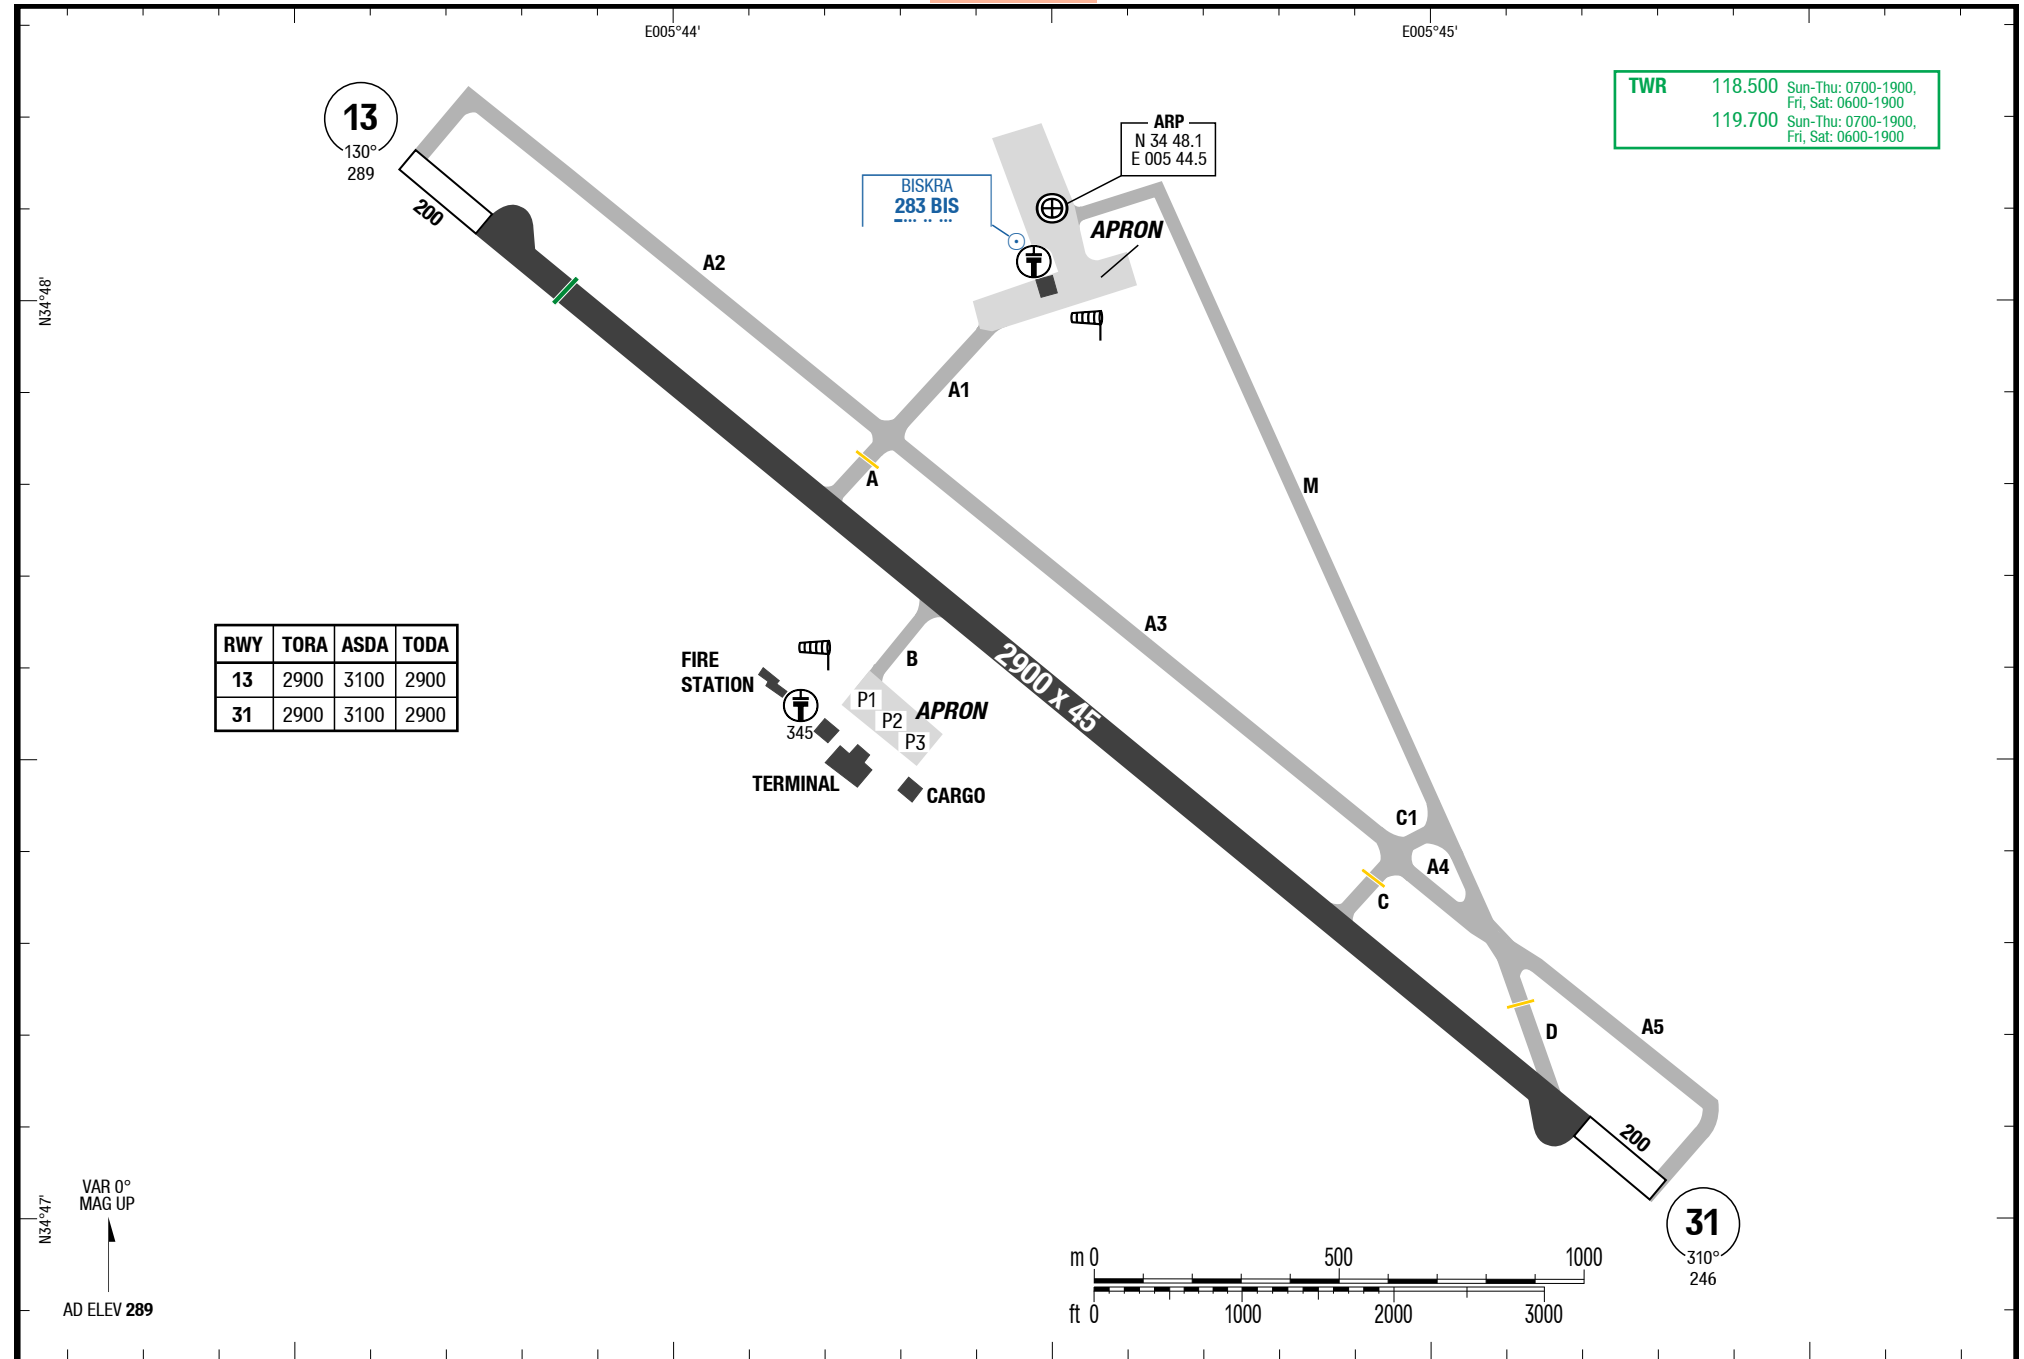 E005°44'
E005°45'
TWR 118.500 Sun-Thu: 0700-1900,
Fri, Sat: 0600-1900
119.700 Sun-Thu: 0700-1900,
Fri, Sat: 0600-1900
13
130°
289
200
ARP
N 34 48.1
E 005 44.5
BISKRA
283 BIS
APRON
A2
N34°48'
A1
A
M
A3
RWY TORA ASDA TODA
13 2900 3100 2900
31 2900 3100 2900
FIRE
STATION
345
B
P1
P2
P3
APRON
2900 x 45
TERMINAL
CARGO
C1
A4
C
D
A5
200
31
310°
246
N34°47'
VAR 0°
MAG UP
AD ELEV 289
m 0 500 1000
ft 0 1000 2000 3000